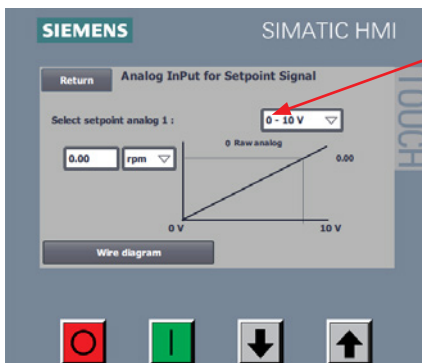 SIEMENS SIMATIC HMI
TOUCH
Return Analog InPut for Setpoint Signal
Select setpoint analog 1 : 0 - 10 V
0 Raw analog
0.00 rpm 0.00
0 V 10 V
Wire diagram